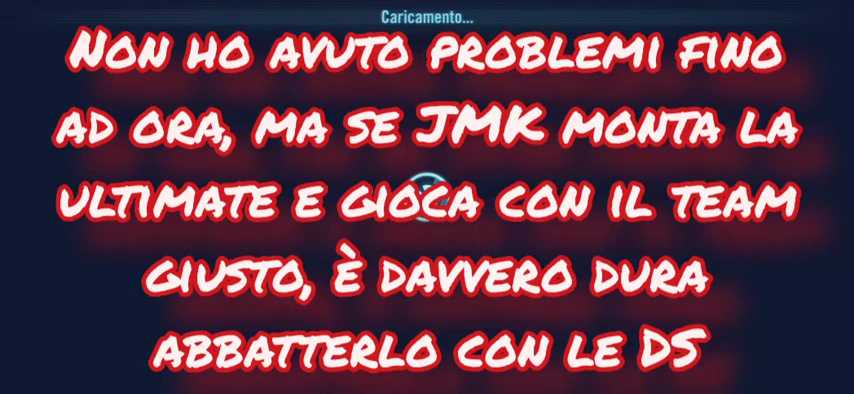 Caricamento...
Non ho avuto problemi fino
ad ora, ma se JMK monta la
ultimate e gioca con il team
giusto, è davvero dura
abbatterlo con le DS